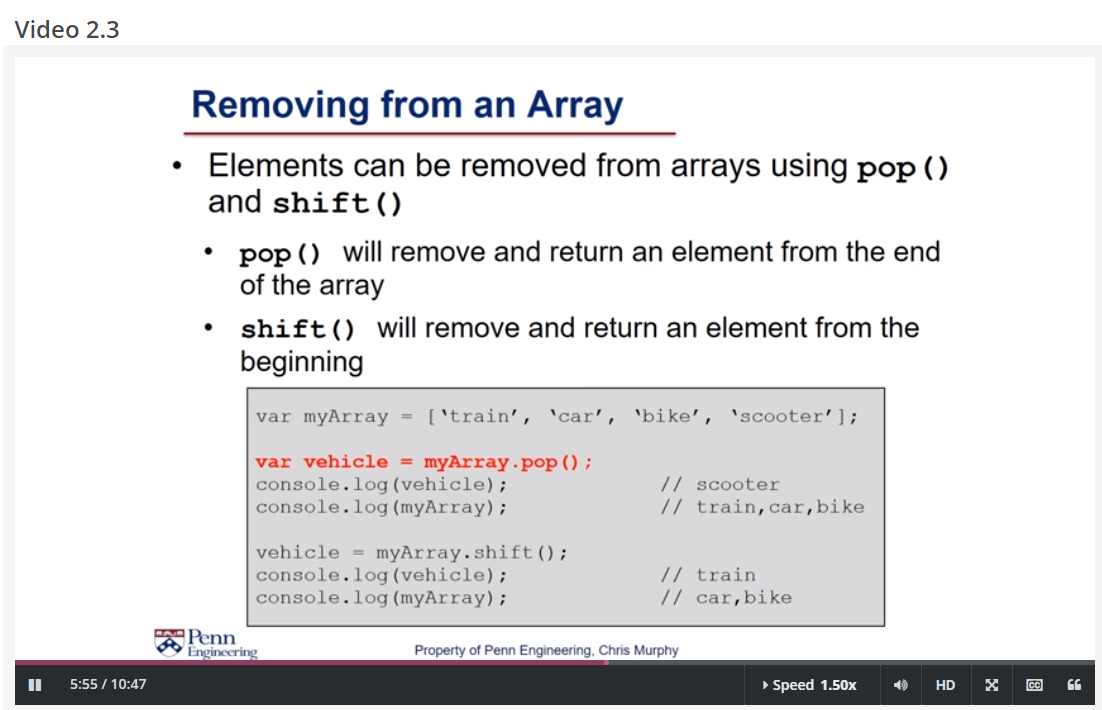 Video 2.3
Removing from an Array
• Elements can be removed from arrays using pop()
and shift()
• pop() will remove and return an element from the end
of the array
• shift() will remove and return an element from the
beginning
var myArray = [‘train’, ‘car’, ‘bike’, ‘scooter’];
var vehicle = myArray.pop();
console.log(vehicle); // scooter
console.log(myArray); // train,car,bike
vehicle = myArray.shift();
console.log(vehicle); // train
console.log(myArray); // car,bike
Penn
Engineering
Property of Penn Engineering, Chris Murphy
5:55 / 10:47
Speed 1.50x
HD
CC